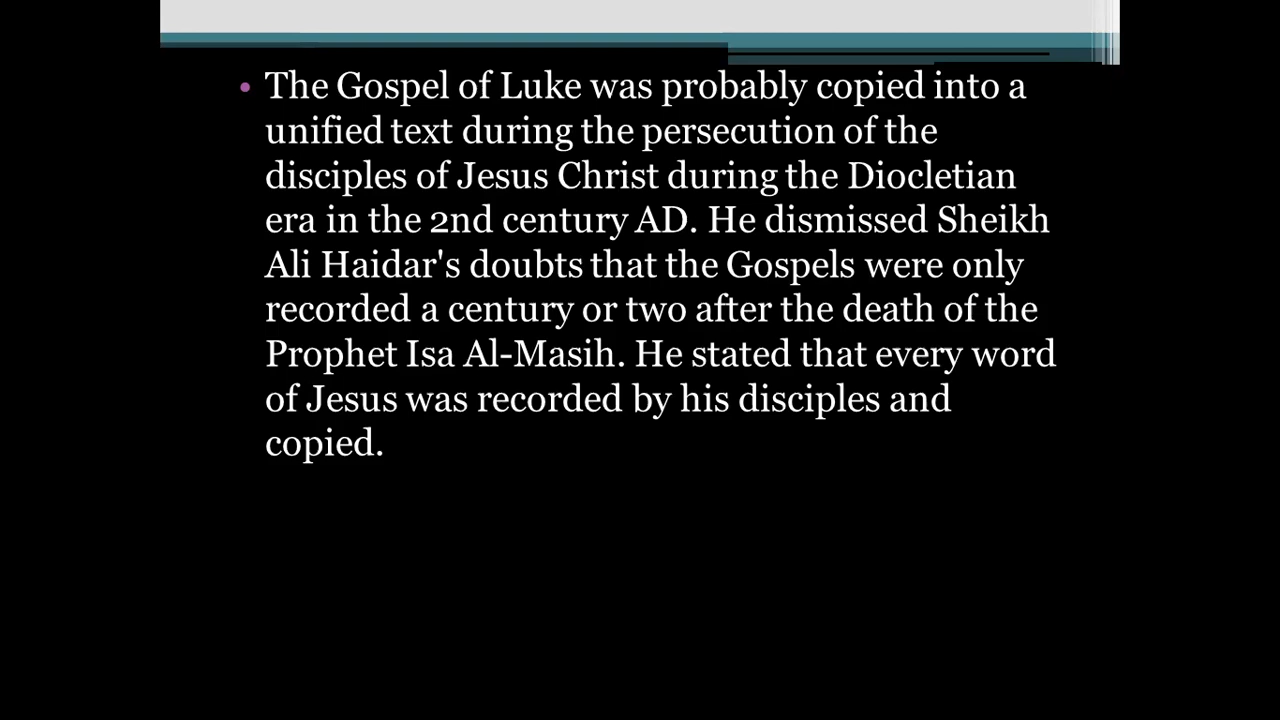 • The Gospel of Luke was probably copied into a
unified text during the persecution of the
disciples of Jesus Christ during the Diocletian
era in the 2nd century AD. He dismissed Sheikh
Ali Haidar's doubts that the Gospels were only
recorded a century or two after the death of the
Prophet Isa Al-Masih. He stated that every word
of Jesus was recorded by his disciples and
copied.